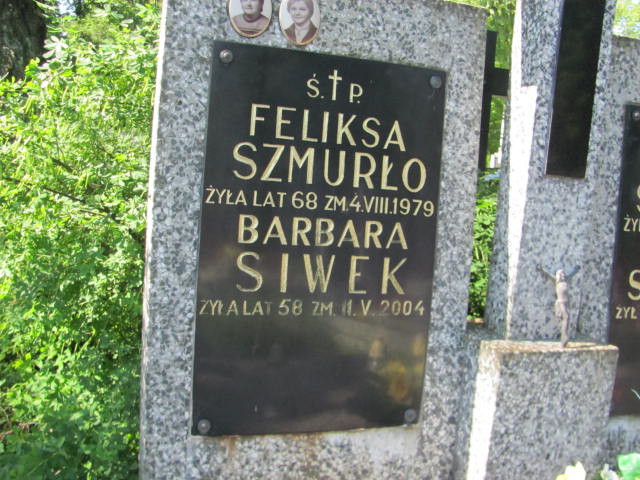 Ś. † P.
FELIKSA
SZMURŁO
ŻYŁA LAT 68 ZM. 4.VIII.1979
BARBARA
SIWEK
ŻYŁA LAT 58 ZM. 11.V.2004